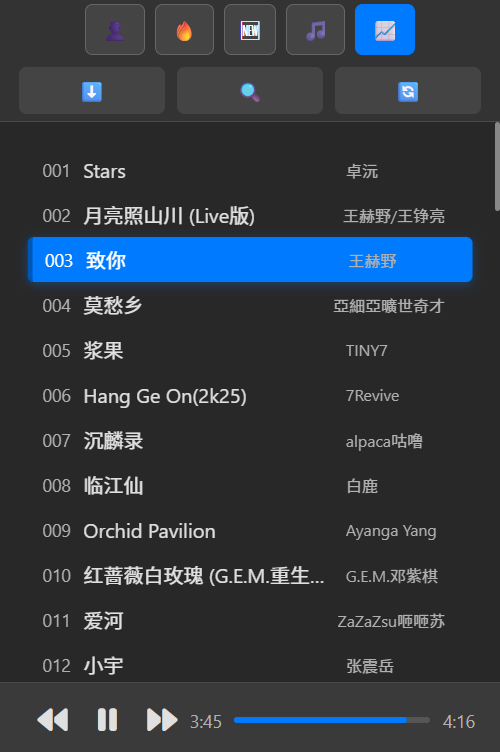 NEW
001 Stars 卓沅
002 月亮照山川 (Live版) 王赫野/王铮亮
003 致你 王赫野
004 莫愁乡 亞細亞曠世奇才
005 浆果 TINY7
006 Hang Ge On(2k25) 7Revive
007 沉麟录 alpaca咕噜
008 临江仙 白鹿
009 Orchid Pavilion Ayanga Yang
010 红蔷薇白玫瑰 (G.E.M.重生... G.E.M.邓紫棋
011 爱河 ZaZaZsu咂咂苏
012 小宇 张震岳
3:45 4:16